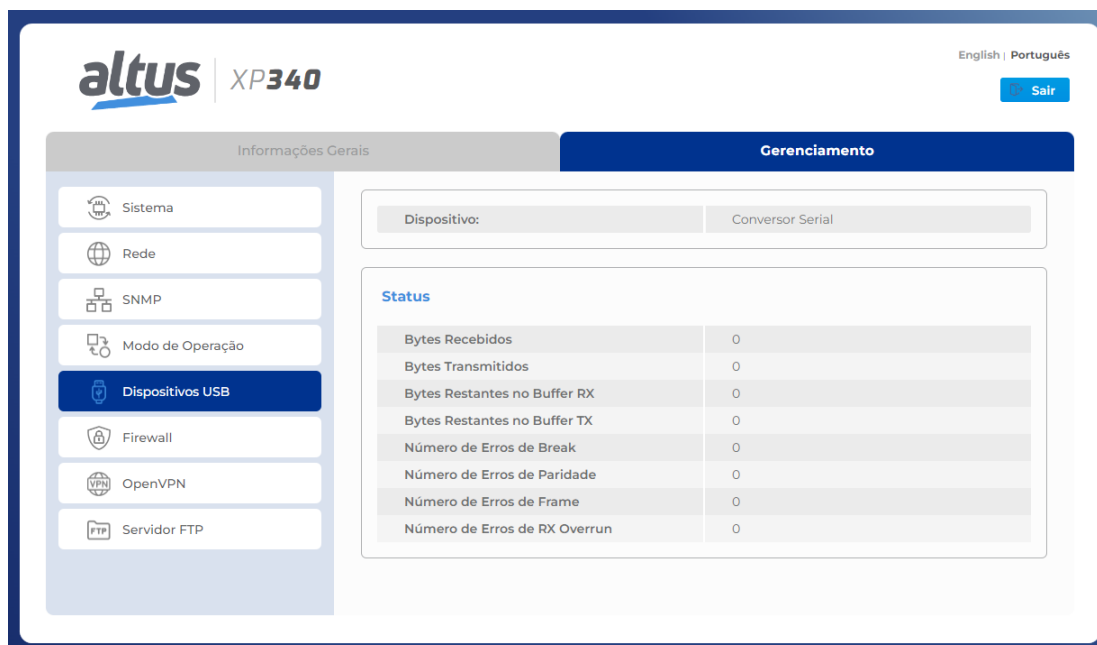 altus XP340
English | Português
Sair
Informações Gerais
Gerenciamento
Sistema
Rede
SNMP
Modo de Operação
Dispositivos USB
Firewall
VPN OpenVPN
FTP Servidor FTP
Dispositivo: Conversor Serial
Status
Bytes Recebidos 0
Bytes Transmitidos 0
Bytes Restantes no Buffer RX 0
Bytes Restantes no Buffer TX 0
Número de Erros de Break 0
Número de Erros de Paridade 0
Número de Erros de Frame 0
Número de Erros de RX Overrun 0